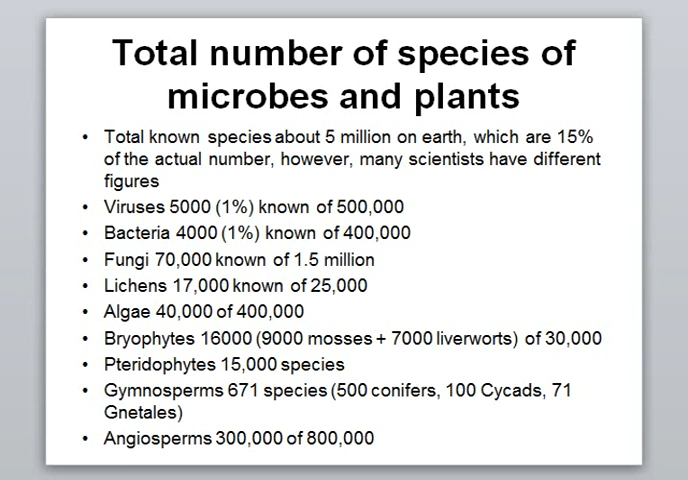 Total number of species of
microbes and plants
• Total known species about 5 million on earth, which are 15%
of the actual number, however, many scientists have different
figures
• Viruses 5000 (1%) known of 500,000
• Bacteria 4000 (1%) known of 400,000
• Fungi 70,000 known of 1.5 million
• Lichens 17,000 known of 25,000
• Algae 40,000 of 400,000
• Bryophytes 16000 (9000 mosses + 7000 liverworts) of 30,000
• Pteridophytes 15,000 species
• Gymnosperms 671 species (500 conifers, 100 Cycads, 71
Gnetales)
• Angiosperms 300,000 of 800,000